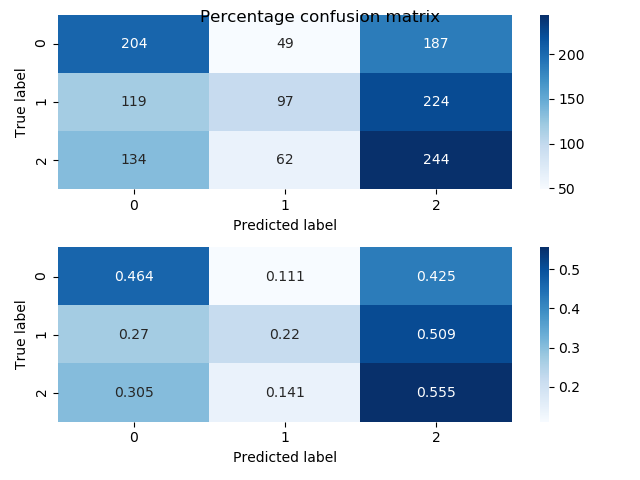 Percentage confusion matrix
True label
0 204 49 187
1 119 97 224
2 134 62 244
0 1 2
Predicted label
200
150
100
50
True label
0 0.464 0.111 0.425
1 0.27 0.22 0.509
2 0.305 0.141 0.555
0 1 2
Predicted label
0.5
0.4
0.3
0.2